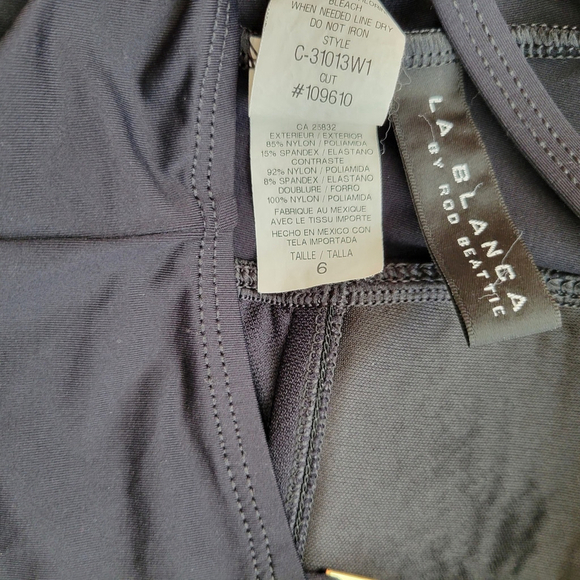 BLEACH
WHEN NEEDED LINE DRY
DO NOT IRON
STYLE
C-31013W1
CUT
#109610
CA 25832
EXTERIEUR / EXTERIOR
85% NYLON / POLIAMIDA
15% SPANDEX / ELASTANO
CONTRASTE
92% NYLON / POLIAMIDA
8% SPANDEX / ELASTANO
DOUBLURE / FORRO
100% NYLON / POLIAMIDA
FABRIQUE AU MEXIQUE
AVEC LE TISSU IMPORTE
HECHO EN MEXICO CON
TELA IMPORTADA
TAILLE / TALLA
6
LA BLANCA
BY ROD BEATTIE